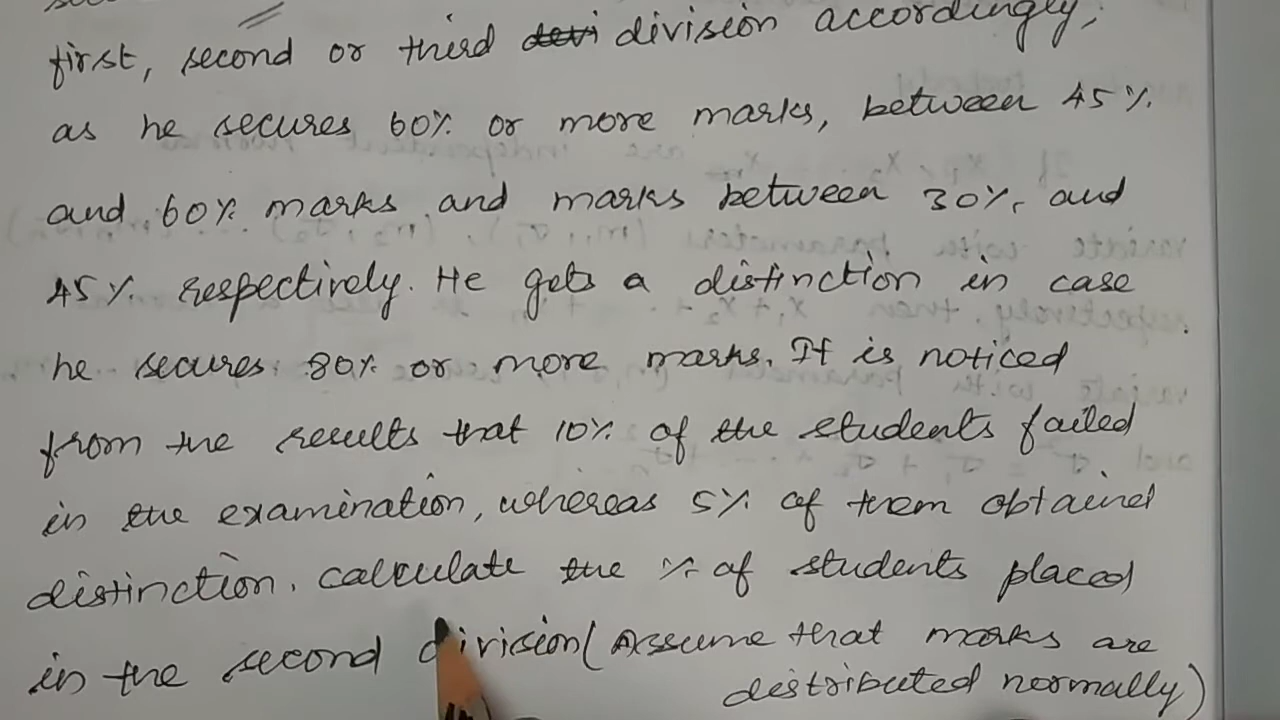 first, second or third devi division accordingly,
as he secures 60% or more marks, between 45%
and 60% marks and marks between 30% and
45% respectively. He gets a distinction in case
he secures 80% or more marks. It is noticed
from the results that 10% of the students failed
in the examination, whereas 5% of them obtained
distinction. calculate the % of students placed
in the second division (Assume that marks are
distributed normally)